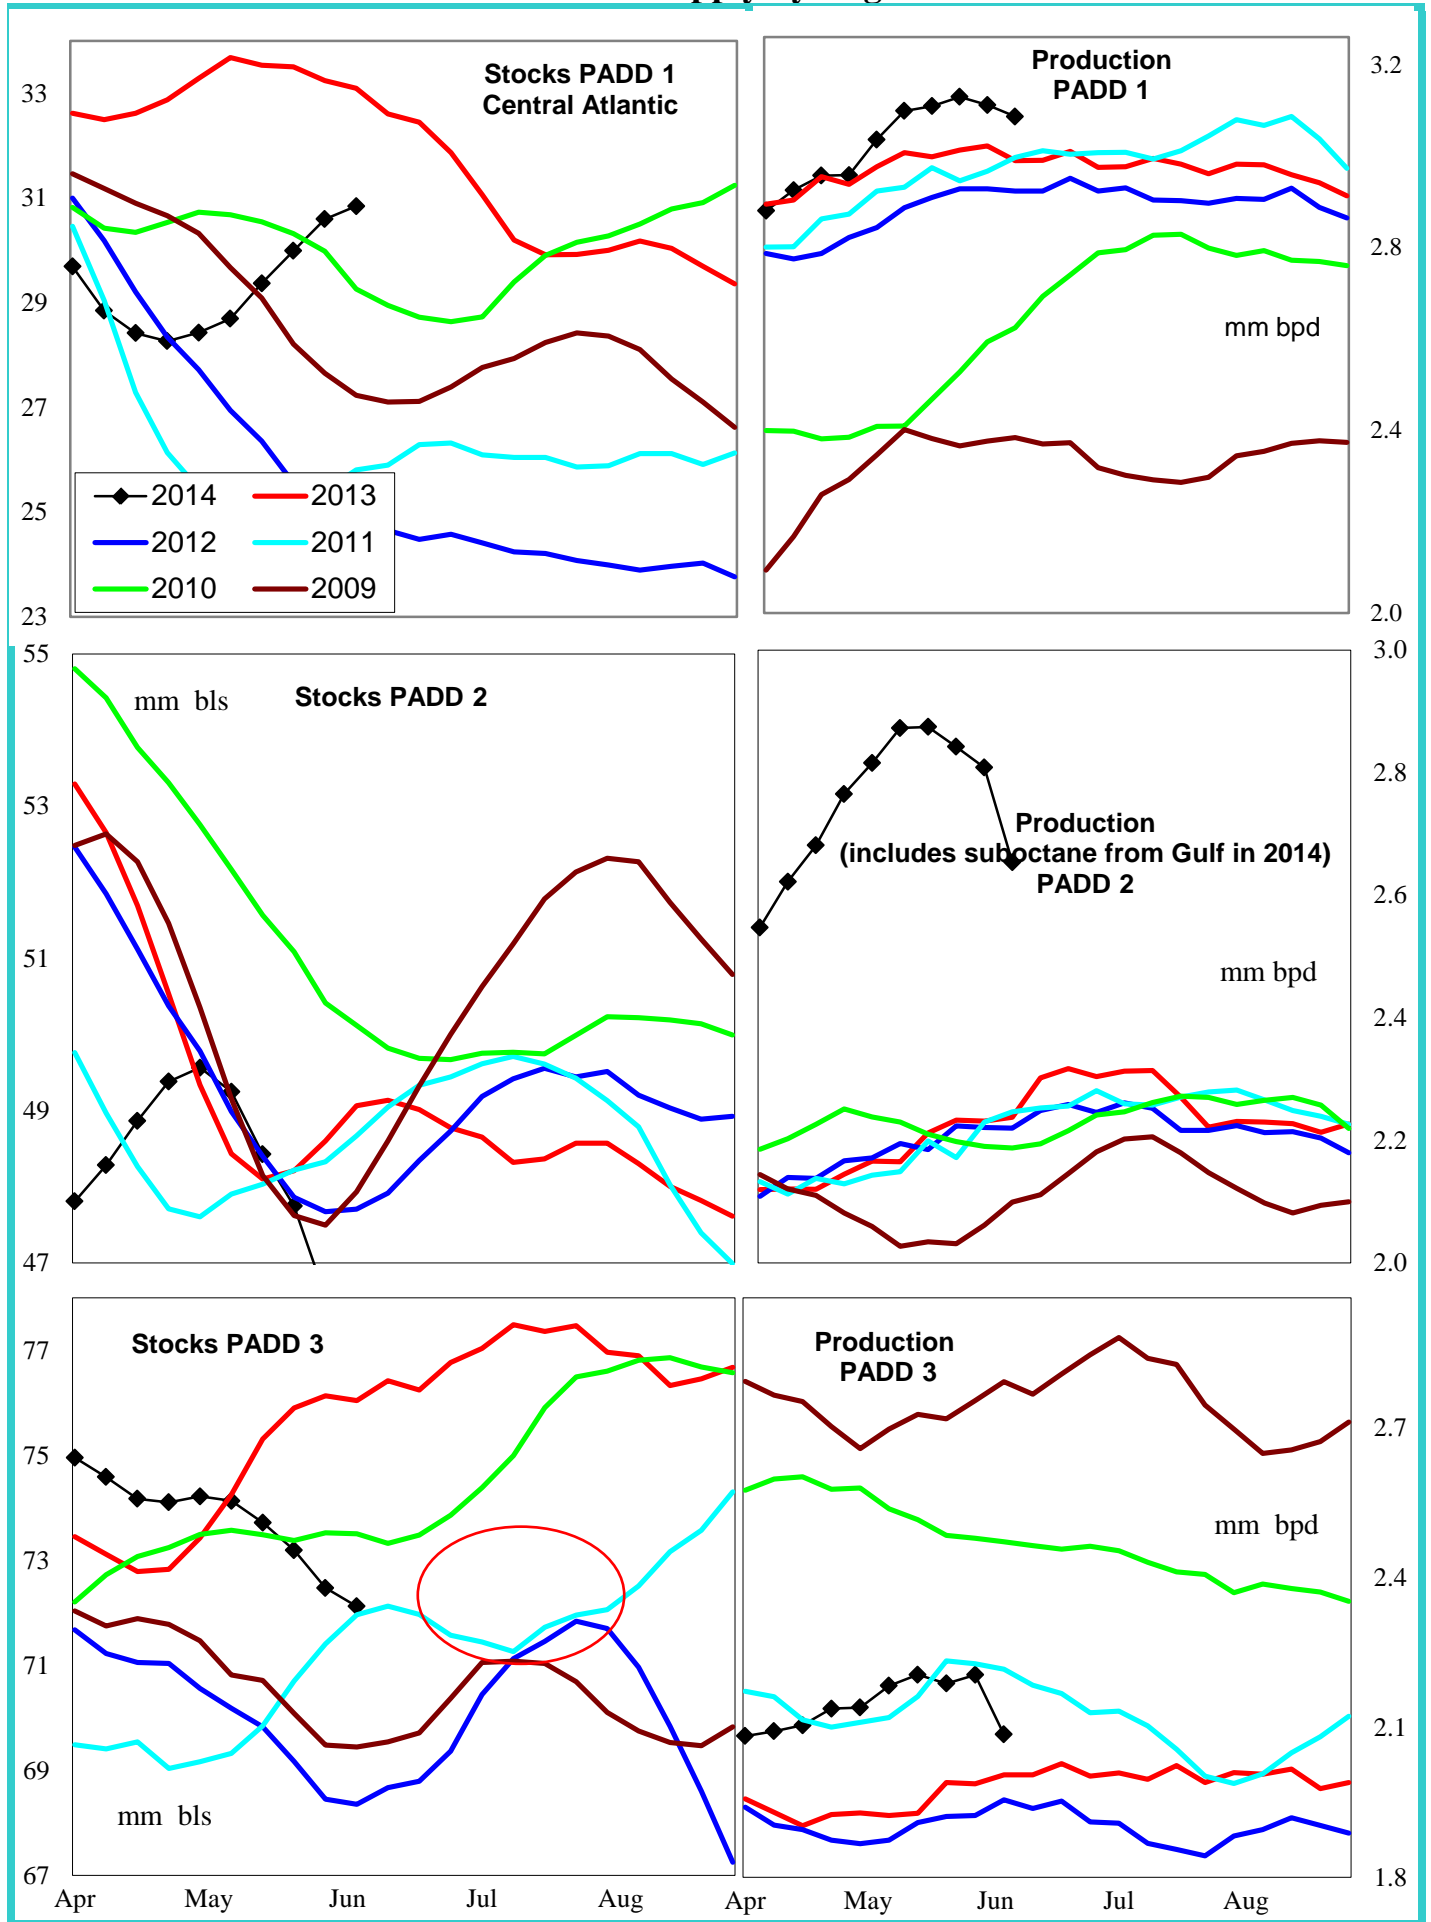 Stocks PADD 1
Central Atlantic
33
31
29
27
25
23
2014
2013
2012
2011
2010
2009
Production
PADD 1
mm bpd
3.2
2.8
2.4
2.0
55
53
51
49
47
mm bls
Stocks PADD 2
Production
(includes suboctane from Gulf in 2014)
PADD 2
mm bpd
3.0
2.8
2.6
2.4
2.2
2.0
Stocks PADD 3
77
75
73
71
69
67
mm bls
Apr
May
Jun
Jul
Aug
Production
PADD 3
mm bpd
2.7
2.4
2.1
1.8
Apr
May
Jun
Jul
Aug